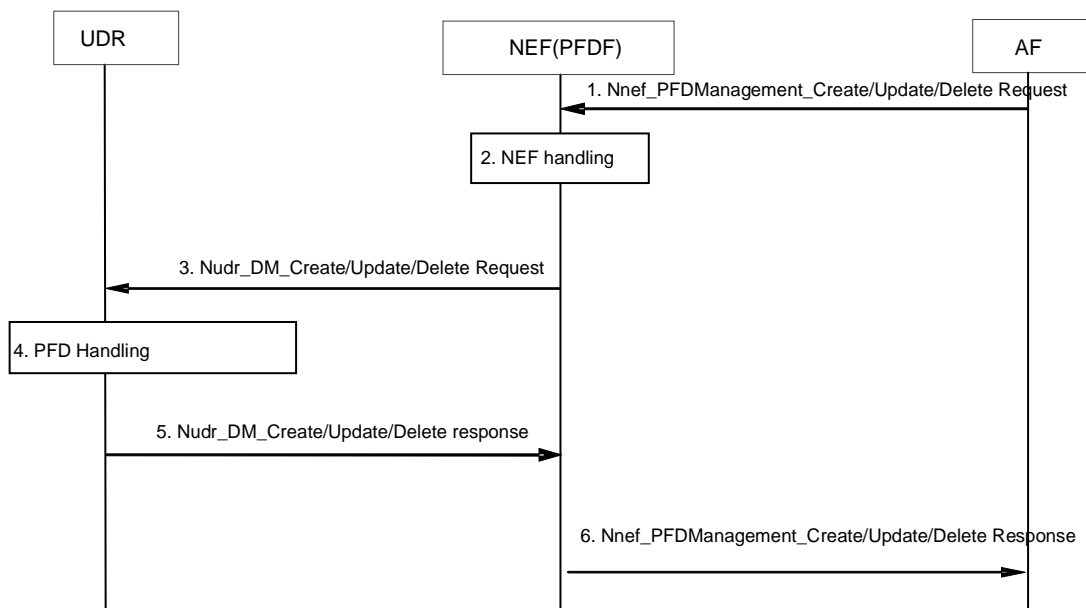 UDR
NEF(PFDF)
AF
1. Nnef_PFDManagement_Create/Update/Delete Request
2. NEF handling
3. Nudr_DM_Create/Update/Delete Request
4. PFD Handling
5. Nudr_DM_Create/Update/Delete response
6. Nnef_PFDManagement_Create/Update/Delete Response